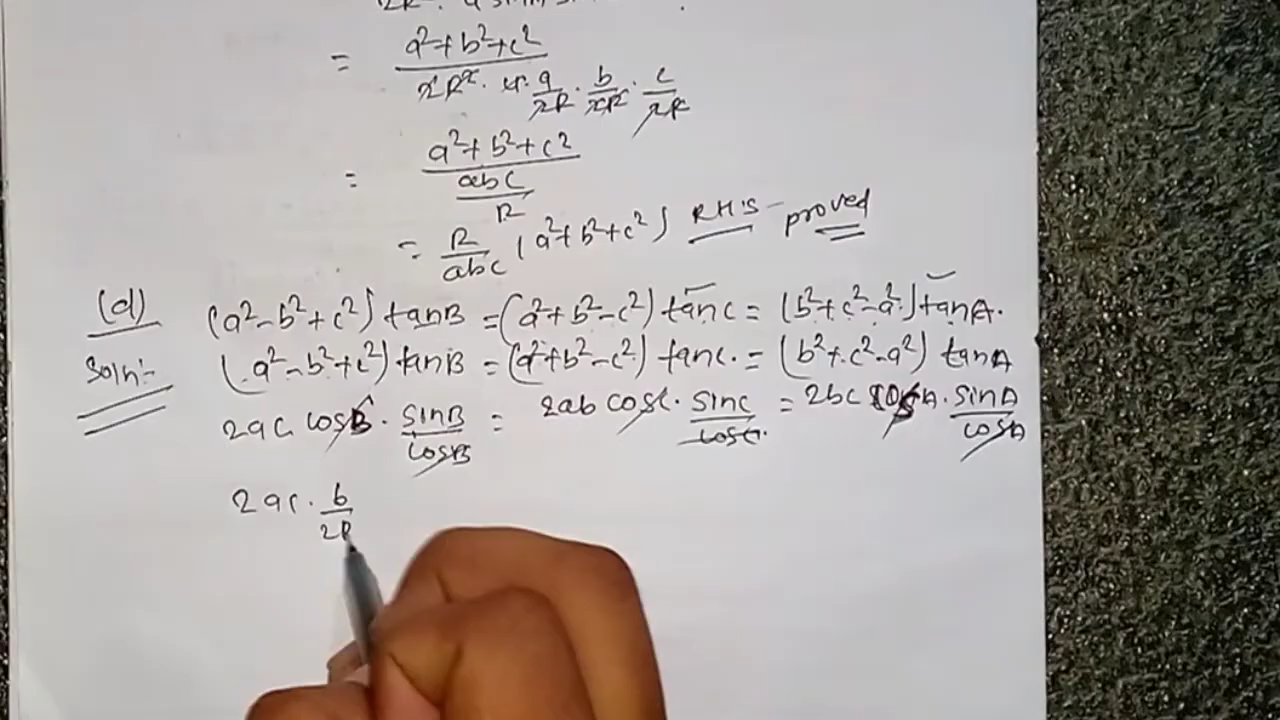 = a²+b²+c² / 2R². 4. a/2R . b/2R . c/2R
= a²+b²+c² / abc/R
= R/abc (a²+b²+c²) RHS - proved
(d) (a²-b²+c²) tanB = (a²+b²-c²) tanC = (b²+c²-a²) tanA.
Soln:- (a²-b²+c²) tanB = (a²+b²-c²) tanC. = (b²+c²-a²) tanA
2ac cosB . sinB/cosB = 2ab cosC . sinC/cosC = 2bc cosA . sinA/cosA
2ac . b/2R